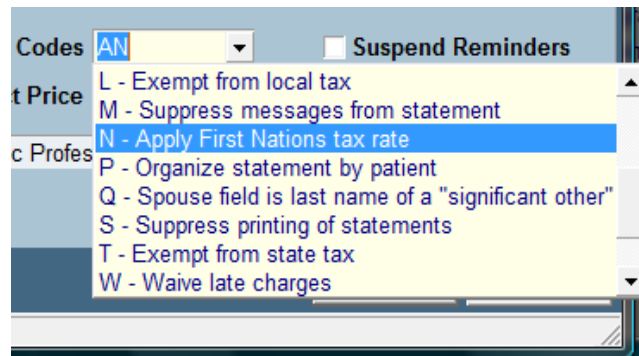 Codes AN Suspend Reminders
L - Exempt from local tax
t Price
M - Suppress messages from statement
N - Apply First Nations tax rate
c Profes
P - Organize statement by patient
Q - Spouse field is last name of a "significant other"
S - Suppress printing of statements
T - Exempt from state tax
W - Waive late charges